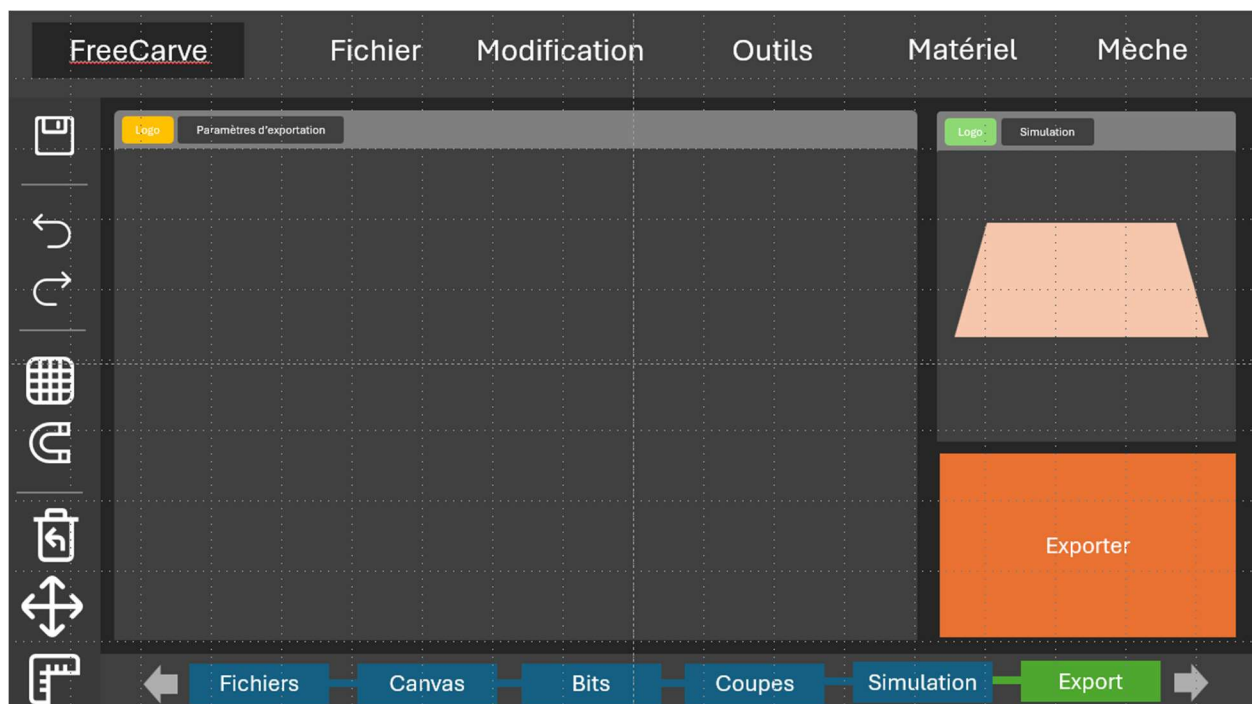 FreeCarve
Fichier
Modification
Outils
Matériel
Mèche
Logo
Paramètres d'exportation
Logo
Simulation
Exporter
Fichiers
Canvas
Bits
Coupes
Simulation
Export